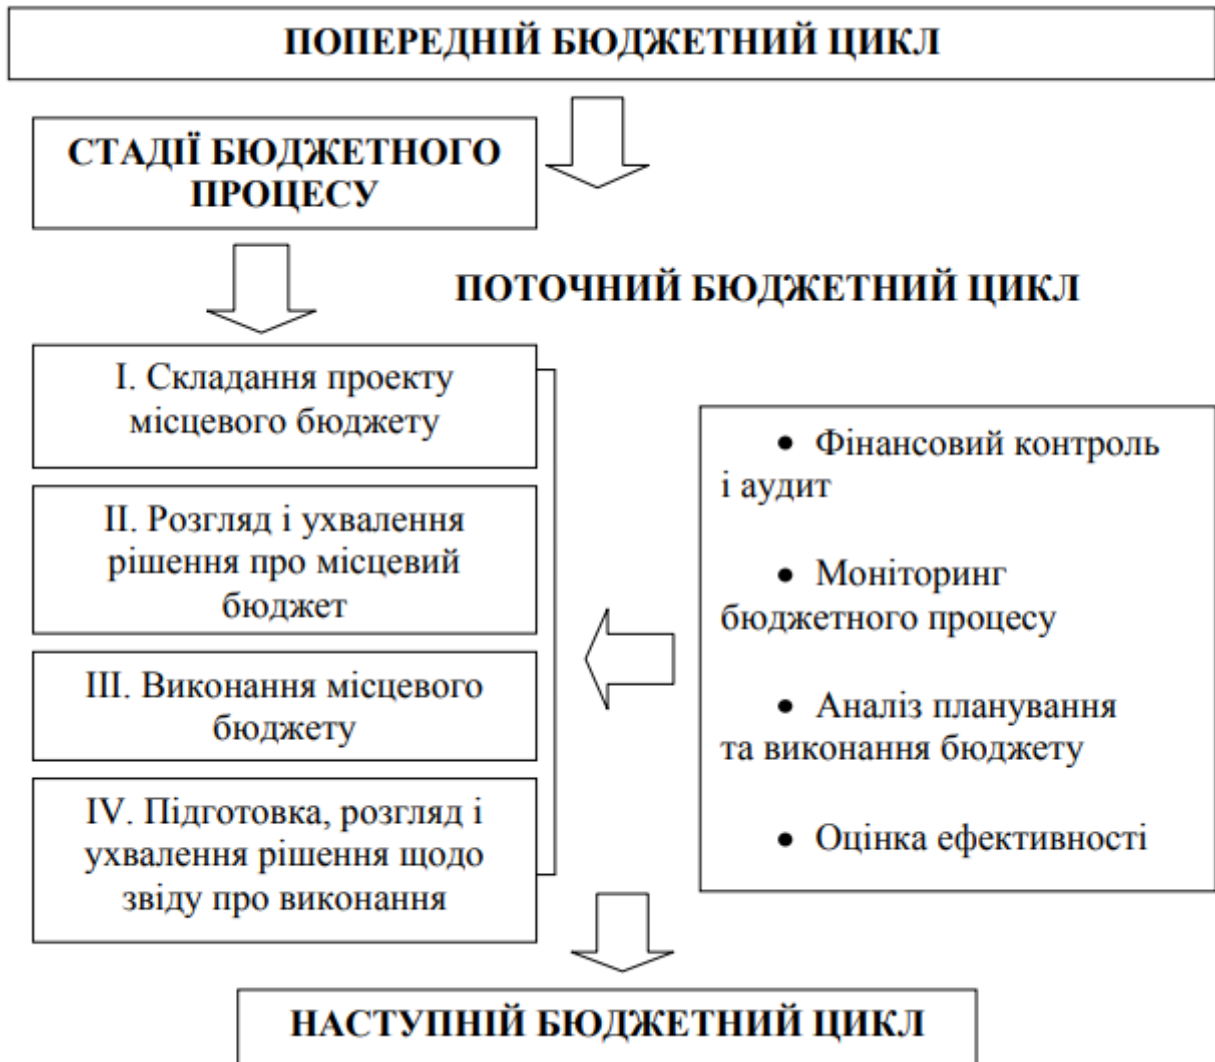 ПОПЕРЕДНІЙ БЮДЖЕТНИЙ ЦИКЛ
СТАДІЇ БЮДЖЕТНОГО
ПРОЦЕСУ
ПОТОЧНИЙ БЮДЖЕТНИЙ ЦИКЛ
I. Складання проекту
місцевого бюджету
II. Розгляд і ухвалення
рішення про місцевий
бюджет
III. Виконання місцевого
бюджету
IV. Підготовка, розгляд і
ухвалення рішення щодо
звіду про виконання
● Фінансовий контроль
і аудит
● Моніторинг
бюджетного процесу
● Аналіз планування
та виконання бюджету
● Оцінка ефективності
НАСТУПНІЙ БЮДЖЕТНИЙ ЦИКЛ